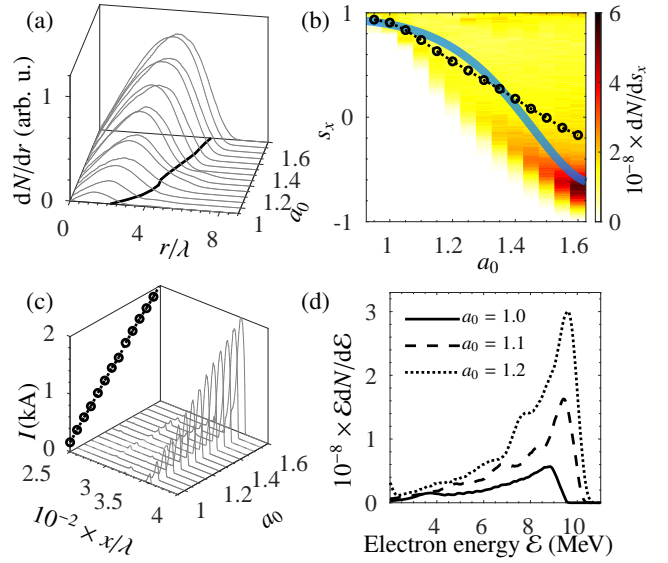 (a)
dN/dr (arb. u.)
1
0
0
4
8
r/λ
1
1.2
1.4
1.6
a₀
(b)
1
0
-1
sₓ
1
1.2
1.4
1.6
a₀
6
4
2
0
10⁻⁸ × dN/dsₓ
(c)
2
1
0
I(kA)
2.5
3
3.5
4
10⁻² × x/λ
1
1.2
1.4
1.6
a₀
(d)
a₀ = 1.0
a₀ = 1.1
a₀ = 1.2
3
2
1
0
10⁻⁸ × ℰdN/dℰ
4
6
8
10
Electron energy ℰ (MeV)